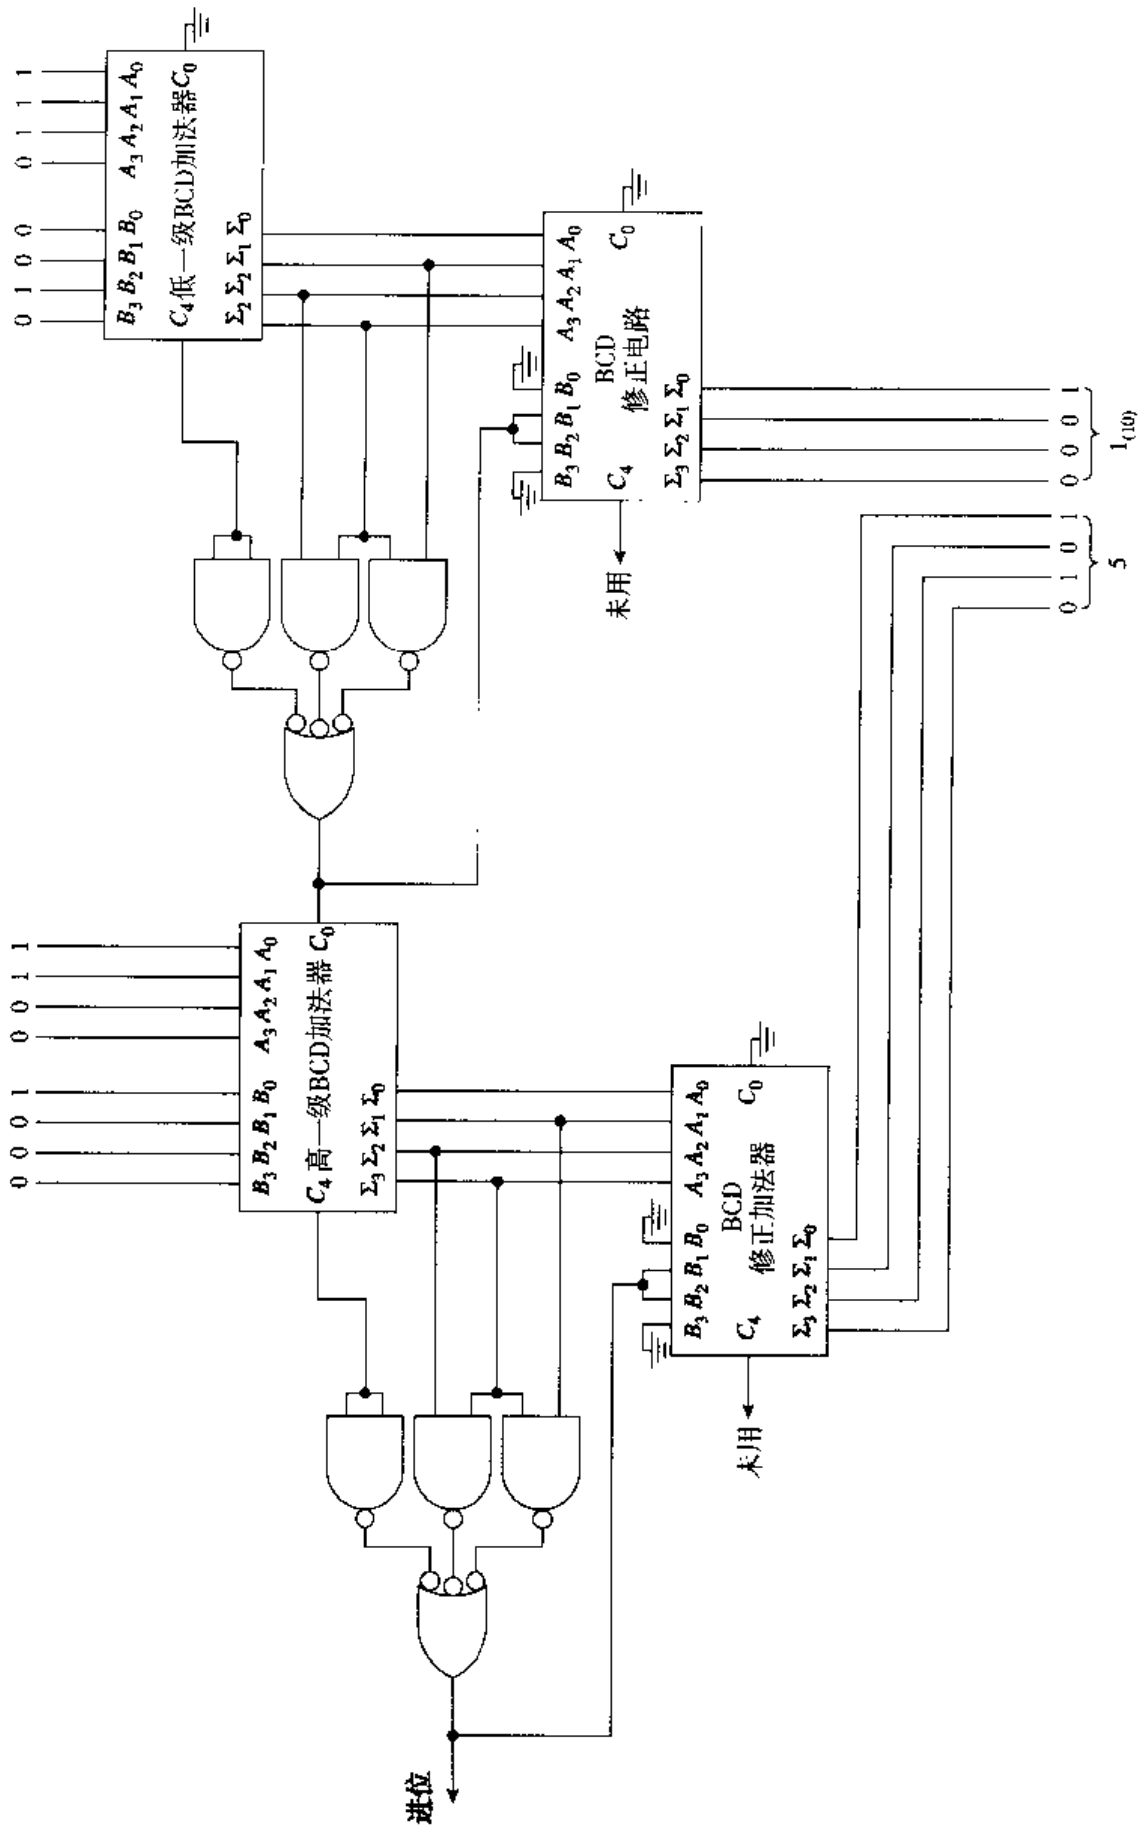 0 0 0 1 0 0 1 1
B₃ B₂ B₁ B₀ A₃ A₂ A₁ A₀
C₄ 高一级BCD加法器 C₀
Σ₃ Σ₂ Σ₁ Σ₀
0 1 0 0 0 1 1 1
B₃ B₂ B₁ B₀ A₃ A₂ A₁ A₀
C₄ 低一级BCD加法器 C₀
Σ₂ Σ₂ Σ₁ Σ₀
进位
B₃ B₂ B₁ B₀ A₃ A₂ A₁ A₀
BCD
C₄ 修正加法器 C₀
Σ₃ Σ₂ Σ₁ Σ₀
未用
B₃ B₂ B₁ B₀ A₃ A₂ A₁ A₀
BCD
C₄ 修正电路 C₀
Σ₃ Σ₂ Σ₁ Σ₀
未用
0 1 0 1 0 0 0 1
5 1₍₁₀₎